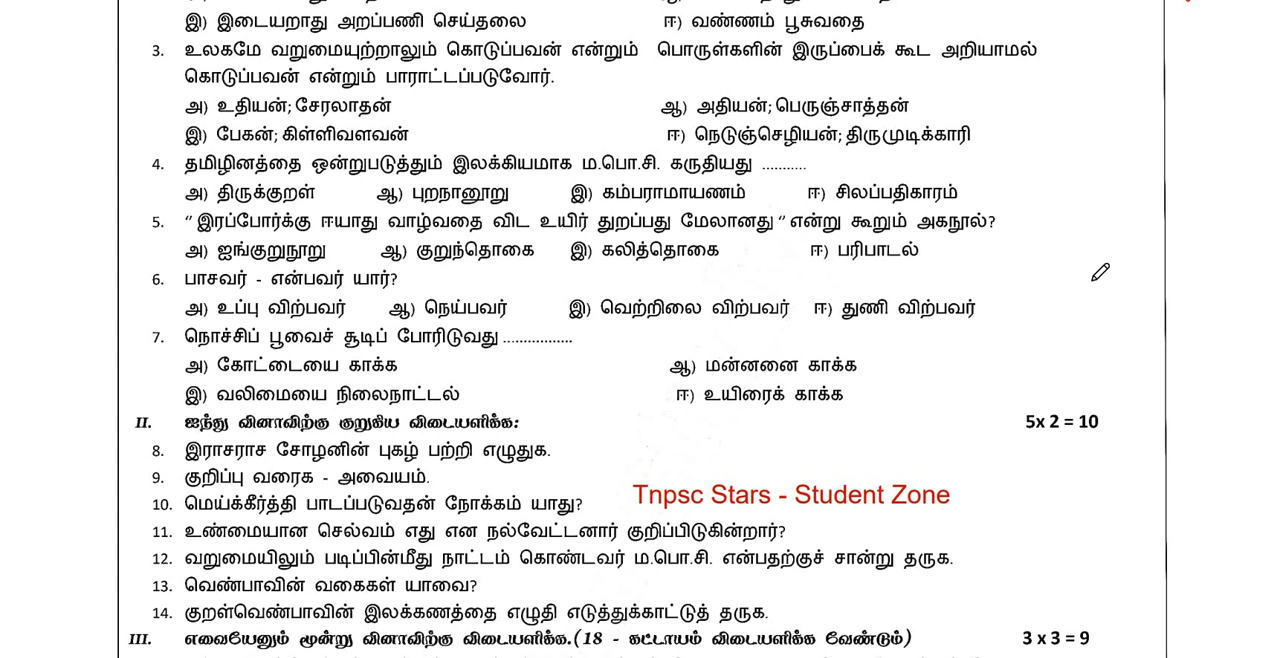 இ) இடையறாது அறப்பணி செய்தலை ஈ) வண்ணம் பூசுவதை
3. உலகமே வறுமையுற்றாலும் கொடுப்பவன் என்றும் பொருள்களின் இருப்பைக் கூட அறியாமல்
கொடுப்பவன் என்றும் பாராட்டப்படுவோர்.
அ) உதியன்; சேரலாதன் ஆ) அதியன்; பெருஞ்சாத்தன்
இ) பேகன்; கிள்ளிவளவன் ஈ) நெடுஞ்செழியன்; திருமுடிக்காரி
4. தமிழினத்தை ஒன்றுபடுத்தும் இலக்கியமாக ம.பொ.சி. கருதியது ...........
அ) திருக்குறள் ஆ) புறநானூறு இ) கம்பராமாயணம் ஈ) சிலப்பதிகாரம்
5. “இரப்போர்க்கு ஈயாது வாழ்வதை விட உயிர் துறப்பது மேலானது“ என்று கூறும் அகநூல்?
அ) ஐங்குறுநூறு ஆ) குறுந்தொகை இ) கலித்தொகை ஈ) பரிபாடல்
6. பாசவர் - என்பவர் யார்?
அ) உப்பு விற்பவர் ஆ) நெய்பவர் இ) வெற்றிலை விற்பவர் ஈ) துணி விற்பவர்
7. நொச்சிப் பூவைச் சூடிப் போரிடுவது .................
அ) கோட்டையை காக்க ஆ) மன்னனை காக்க
இ) வலிமையை நிலைநாட்டல் ஈ) உயிரைக் காக்க
II. ஐந்து வினாவிற்கு குறுகிய விடையளிக்க: 5x 2 = 10
8. இராசராச சோழனின் புகழ் பற்றி எழுதுக.
9. குறிப்பு வரைக - அவையம்.
10. மெய்க்கீர்த்தி பாடப்படுவதன் நோக்கம் யாது? Tnpsc Stars - Student Zone
11. உண்மையான செல்வம் எது என நல்வேட்டனார் குறிப்பிடுகின்றார்?
12. வறுமையிலும் படிப்பின்மீது நாட்டம் கொண்டவர் ம.பொ.சி. என்பதற்குச் சான்று தருக.
13. வெண்பாவின் வகைகள் யாவை?
14. குறள்வெண்பாவின் இலக்கணத்தை எழுதி எடுத்துக்காட்டுத் தருக.
III. எவையேனும் மூன்று வினாவிற்கு விடையளிக்க.(18 - கட்டாயம் விடையளிக்க வேண்டும்) 3 x 3 = 9